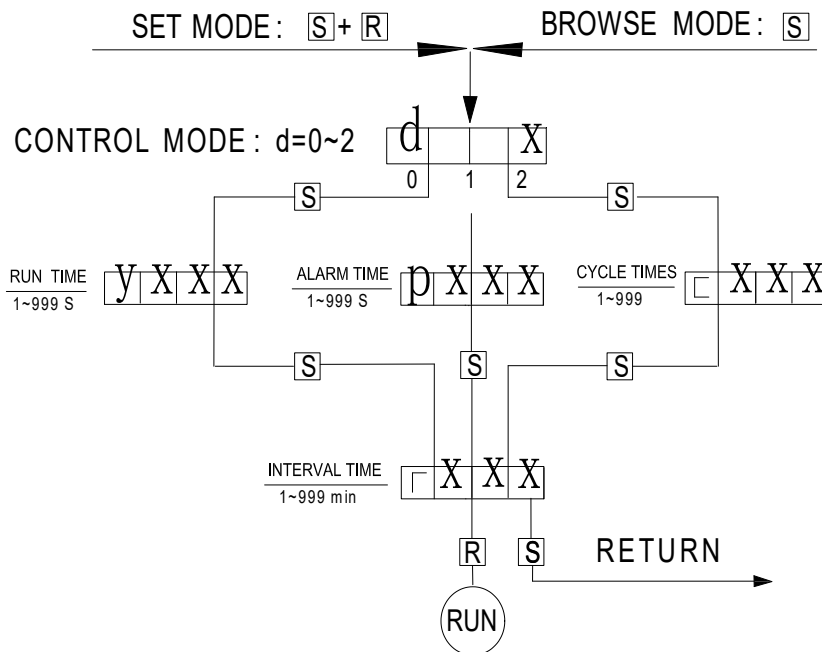 SET MODE: S + R
BROWSE MODE: S
CONTROL MODE: d=0~2
d X
0 1 2
S S
RUN TIME
1~999 S
y X X X
ALARM TIME
1~999 S
p X X X
CYCLE TIMES
1~999
X X X
S S S
INTERVAL TIME
1~999 min
X X X
R S RETURN
RUN